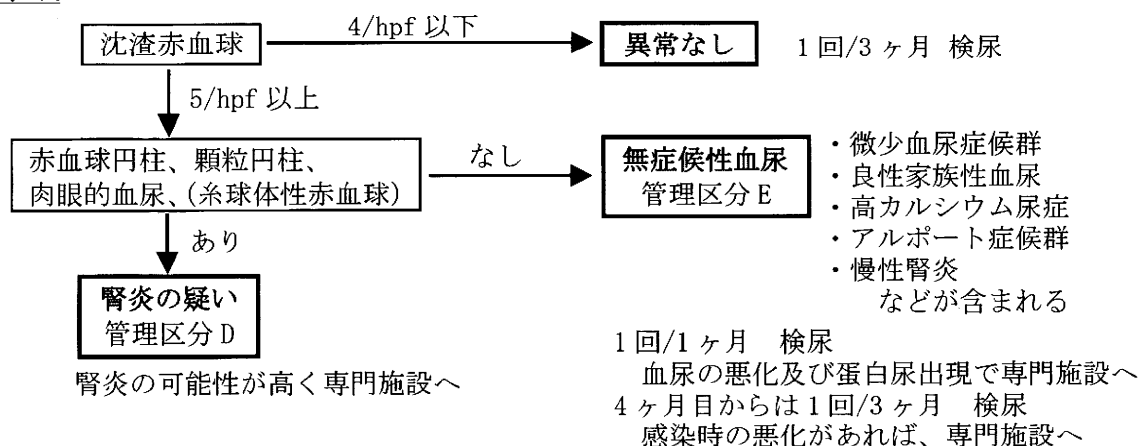 沈渣赤血球
4/hpf 以下
異常なし
1回/3ヶ月 検尿
5/hpf 以上
赤血球円柱、顆粒円柱、
肉眼的血尿、(糸球体性赤血球)
なし
無症候性血尿
管理区分E
・微少血尿症候群
・良性家族性血尿
・高カルシウム尿症
・アルポート症候群
・慢性腎炎
などが含まれる
あり
腎炎の疑い
管理区分D
腎炎の可能性が高く専門施設へ
1回/1ヶ月 検尿
血尿の悪化及び蛋白尿出現で専門施設へ
4ヶ月目からは1回/3ヶ月 検尿
感染時の悪化があれば、専門施設へ